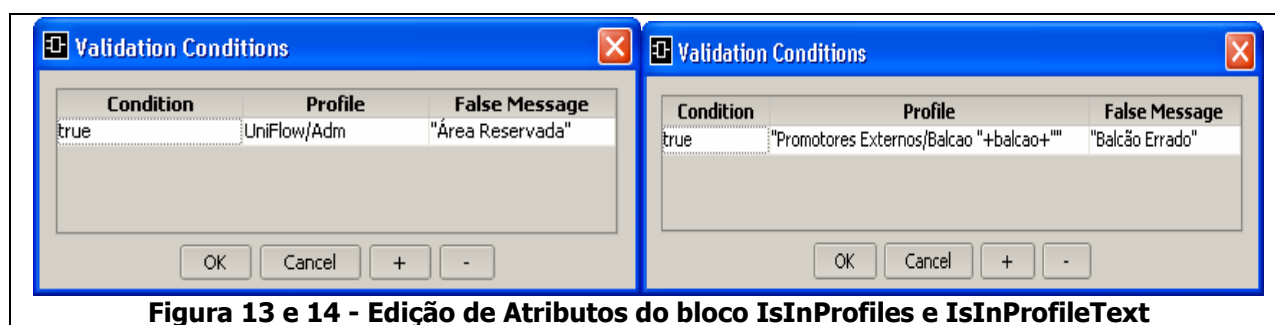 Validation Conditions
Condition Profile False Message
true UniFlow/Adm "Área Reservada"
OK Cancel + -
Validation Conditions
Condition Profile False Message
true "Promotores Externos/Balcao "+balcao+"" "Balcão Errado"
OK Cancel + -
Figura 13 e 14 - Edição de Atributos do bloco IsInProfiles e IsInProfileText